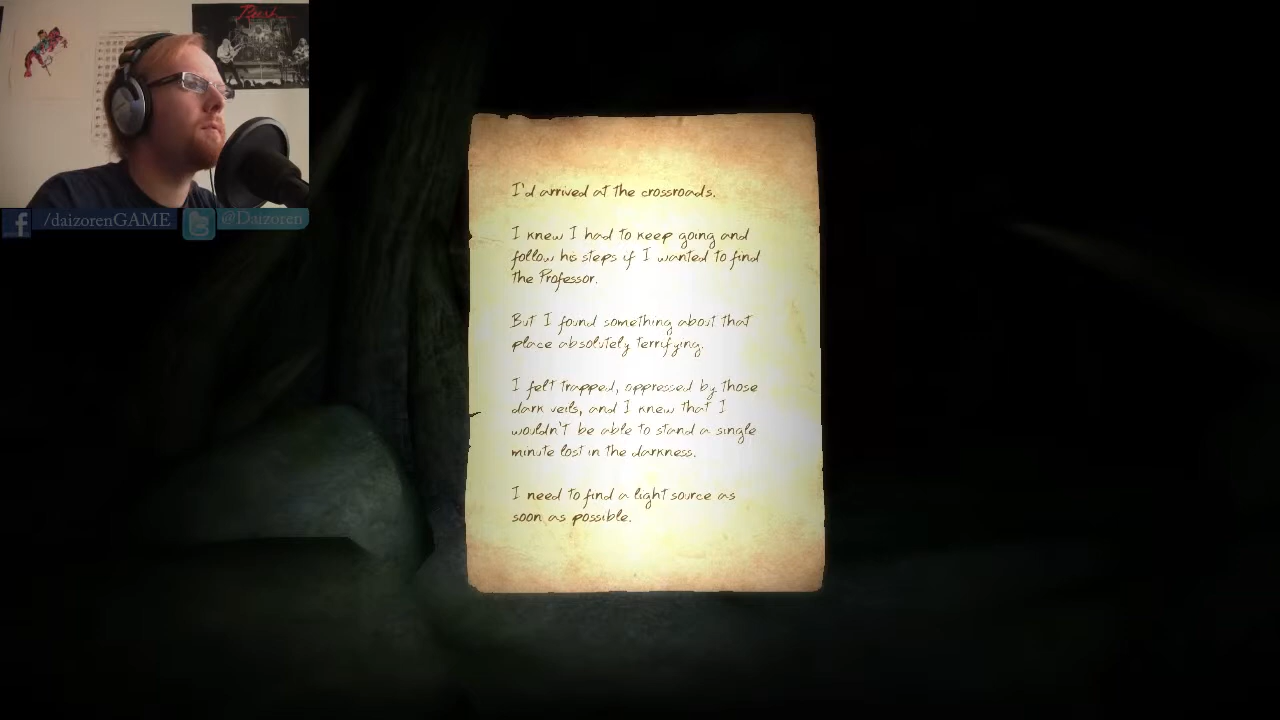 Rush
/daizorenGAME
@Daizoren
I'd arrived at the crossroads.
I knew I had to keep going and
follow his steps if I wanted to find
the Professor.
But I found something about that
place absolutely terrifying.
I felt trapped, oppressed by those
dark veils, and I knew that I
wouldn't be able to stand a single
minute lost in the darkness.
I need to find a light source as
soon as possible.